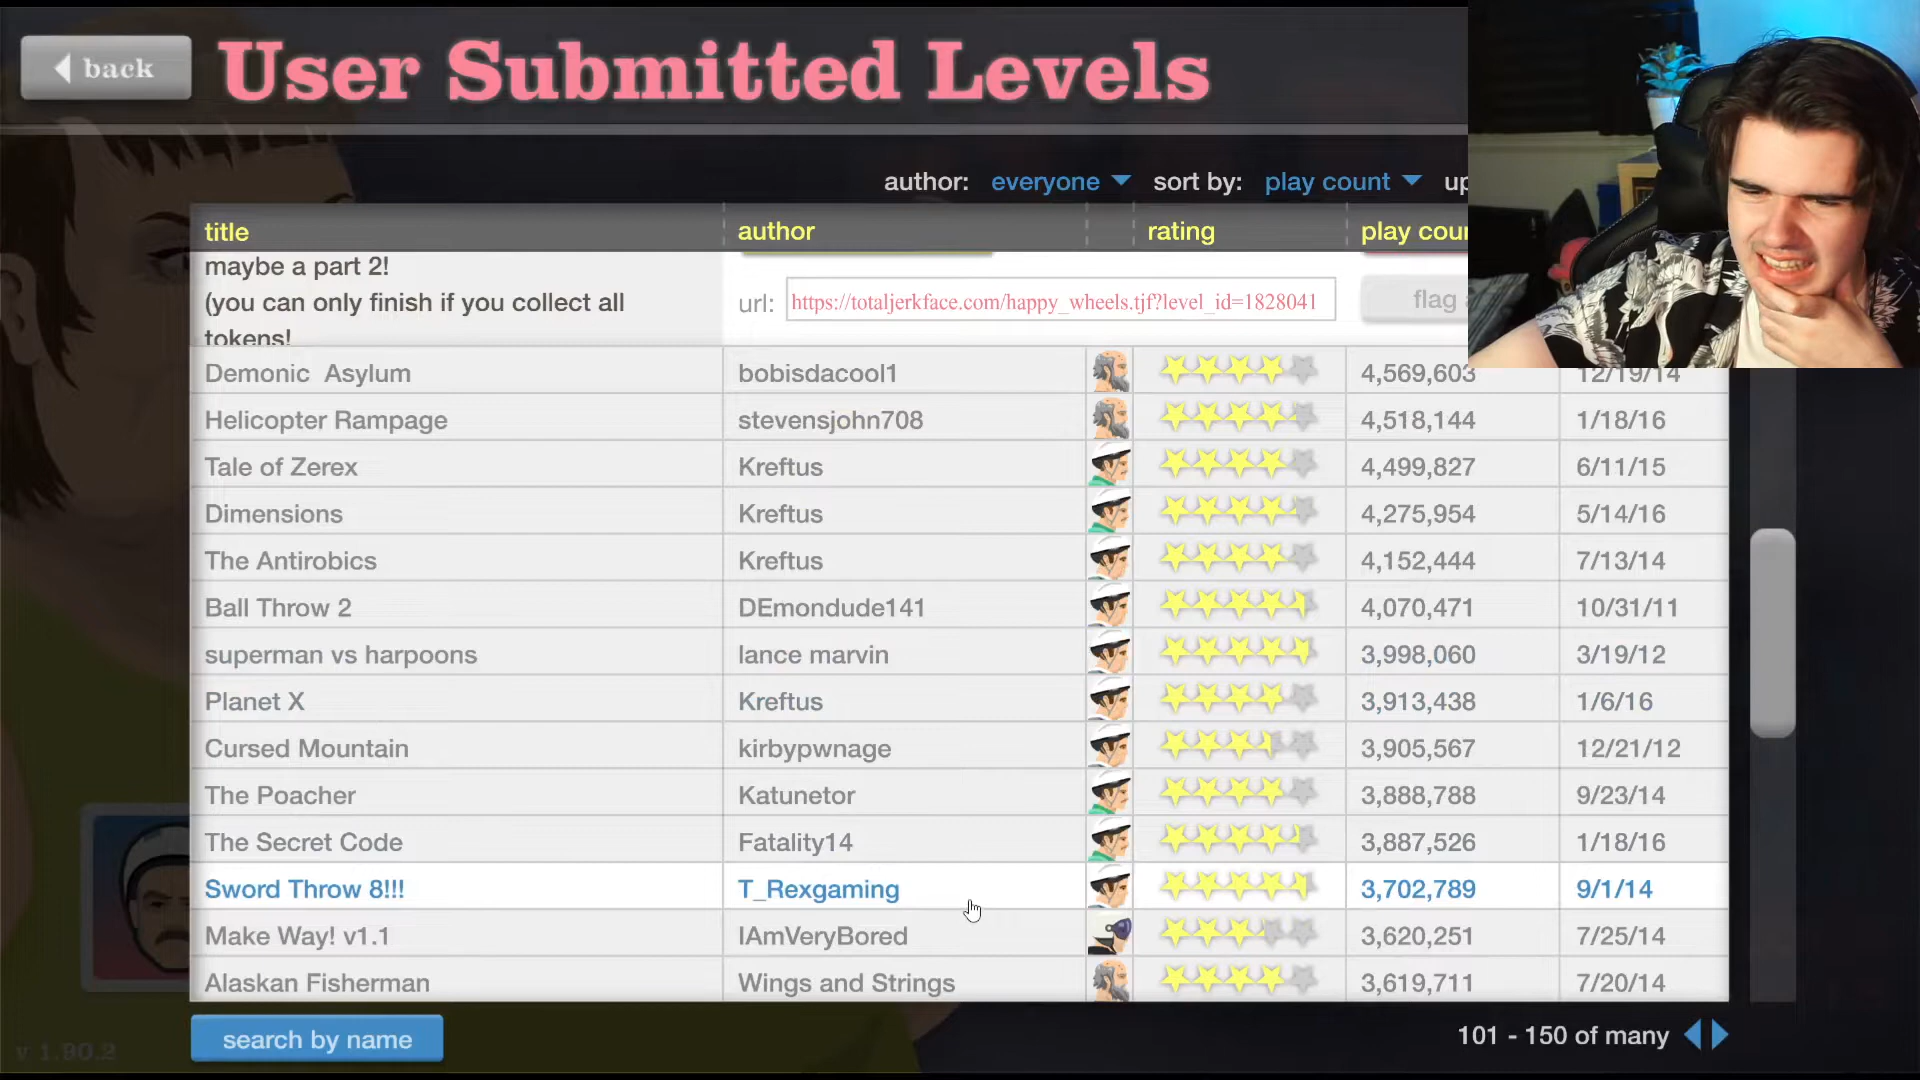 back
User Submitted Levels
author: everyone sort by: play count up
title author rating play coun
maybe a part 2!
(you can only finish if you collect all
tokens!
url: https://totaljerkface.com/happy_wheels.tjf?level_id=1828041
flag
Demonic Asylum bobisdacool1 4,569,603 12/19/14
Helicopter Rampage stevensjohn708 4,518,144 1/18/16
Tale of Zerex Kreftus 4,499,827 6/11/15
Dimensions Kreftus 4,275,954 5/14/16
The Antirobics Kreftus 4,152,444 7/13/14
Ball Throw 2 DEmondude141 4,070,471 10/31/11
superman vs harpoons lance marvin 3,998,060 3/19/12
Planet X Kreftus 3,913,438 1/6/16
Cursed Mountain kirbypwnage 3,905,567 12/21/12
The Poacher Katunetor 3,888,788 9/23/14
The Secret Code Fatality14 3,887,526 1/18/16
Sword Throw 8!!! T_Rexgaming 3,702,789 9/1/14
Make Way! v1.1 IAmVeryBored 3,620,251 7/25/14
Alaskan Fisherman Wings and Strings 3,619,711 7/20/14
search by name
101 - 150 of many
v 1.90.2